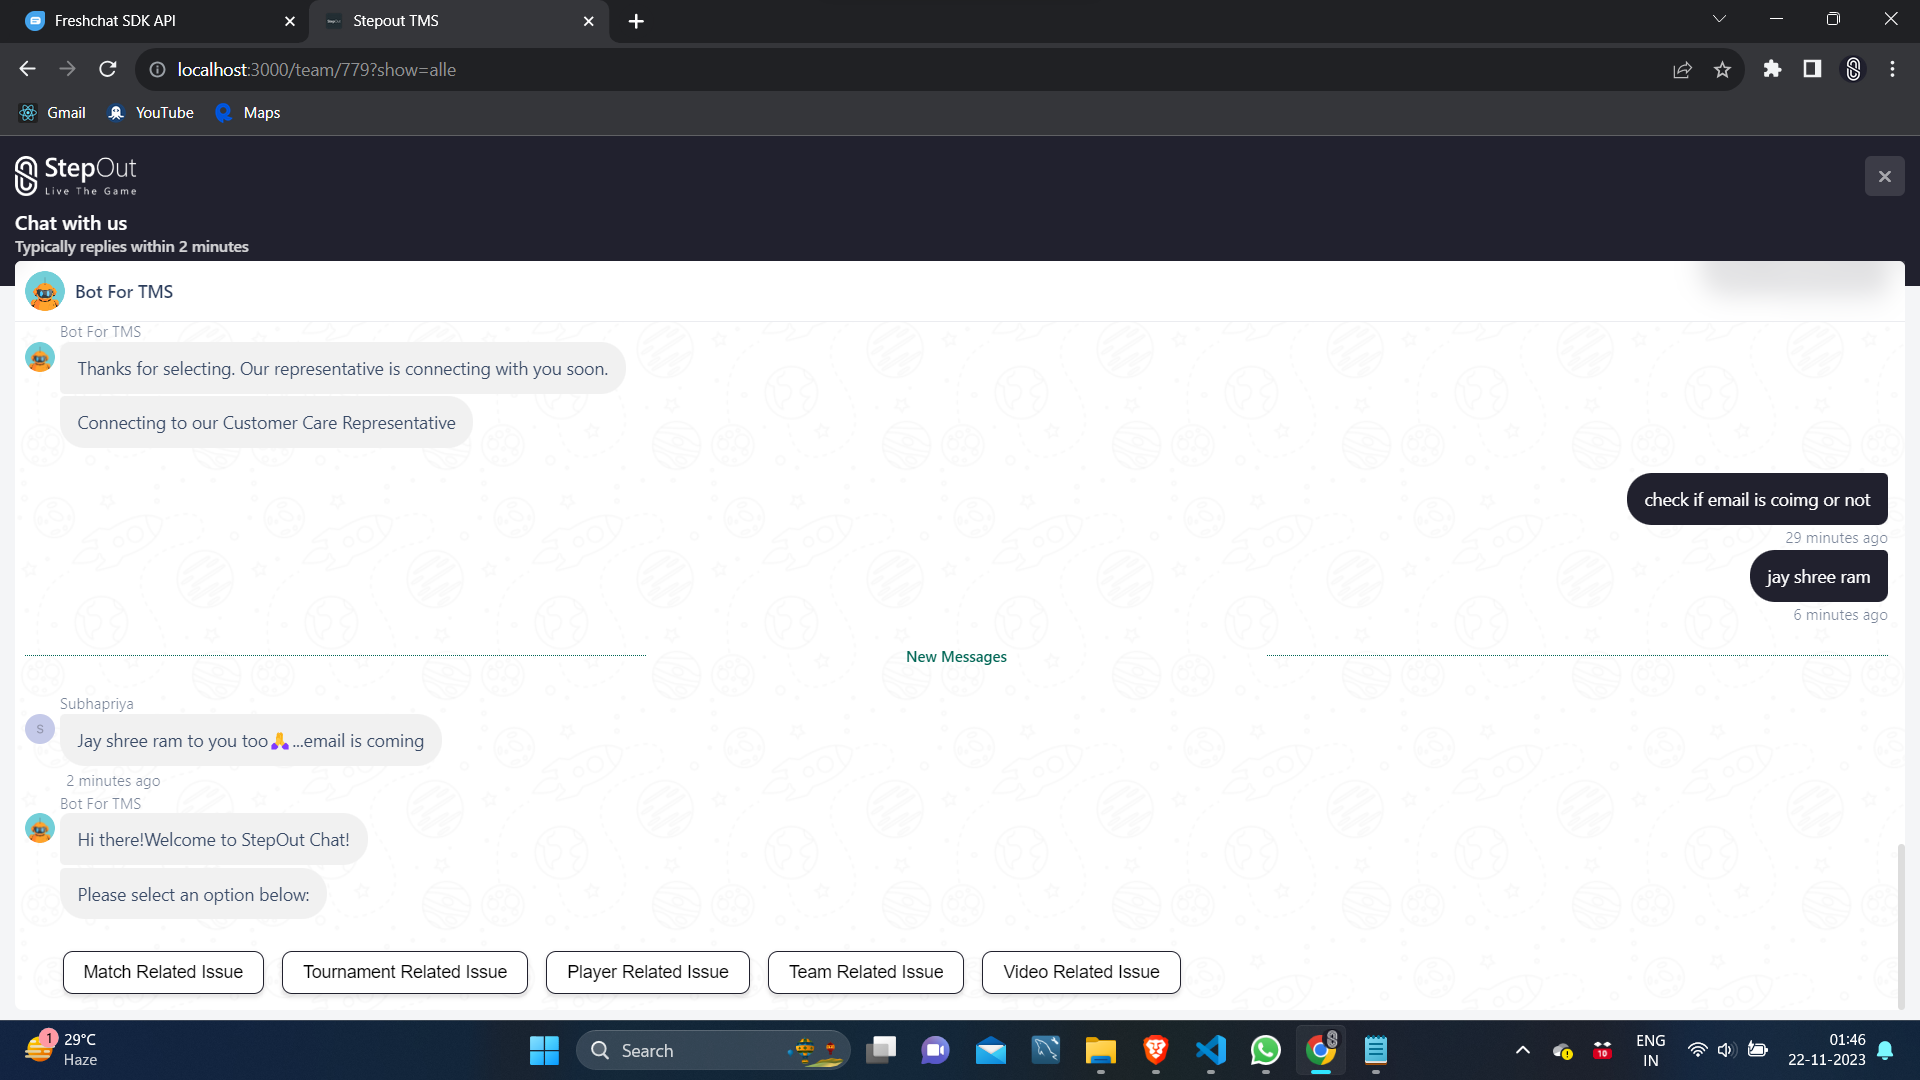 Freshchat SDK API
Stepout TMS
localhost:3000/team/779?show=alle
Gmail
YouTube
Maps
StepOut
Live The Game
Chat with us
Typically replies within 2 minutes
Bot For TMS
Bot For TMS
Thanks for selecting. Our representative is connecting with you soon.
Connecting to our Customer Care Representative
check if email is coimg or not
29 minutes ago
jay shree ram
6 minutes ago
New Messages
Subhapriya
S
Jay shree ram to you too🙏...email is coming
2 minutes ago
Bot For TMS
Hi there!Welcome to StepOut Chat!
Please select an option below:
Match Related Issue
Tournament Related Issue
Player Related Issue
Team Related Issue
Video Related Issue
1
29°C
Haze
Search
10
ENG
IN
01:46
22-11-2023